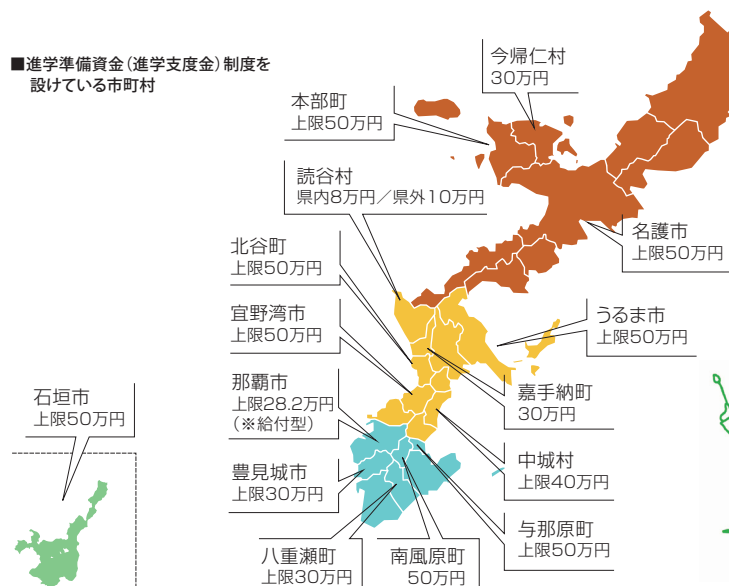 ■進学準備資金(進学支度金)制度を
設けている市町村
今帰仁村
30万円
本部町
上限50万円
読谷村
県内8万円/県外10万円
名護市
上限50万円
北谷町
上限50万円
宜野湾市
上限50万円
うるま市
上限50万円
那覇市
上限28.2万円
(※給付型)
嘉手納町
30万円
石垣市
上限50万円
中城村
上限40万円
豊見城市
上限30万円
与那原町
上限50万円
八重瀬町
上限30万円
南風原町
50万円